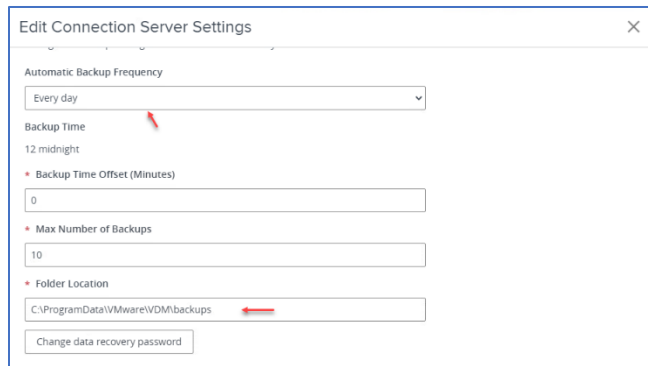 Edit Connection Server Settings
Automatic Backup Frequency
Every day
Backup Time
12 midnight
* Backup Time Offset (Minutes)
0
* Max Number of Backups
10
* Folder Location
C:\ProgramData\VMware\VDM\backups
Change data recovery password